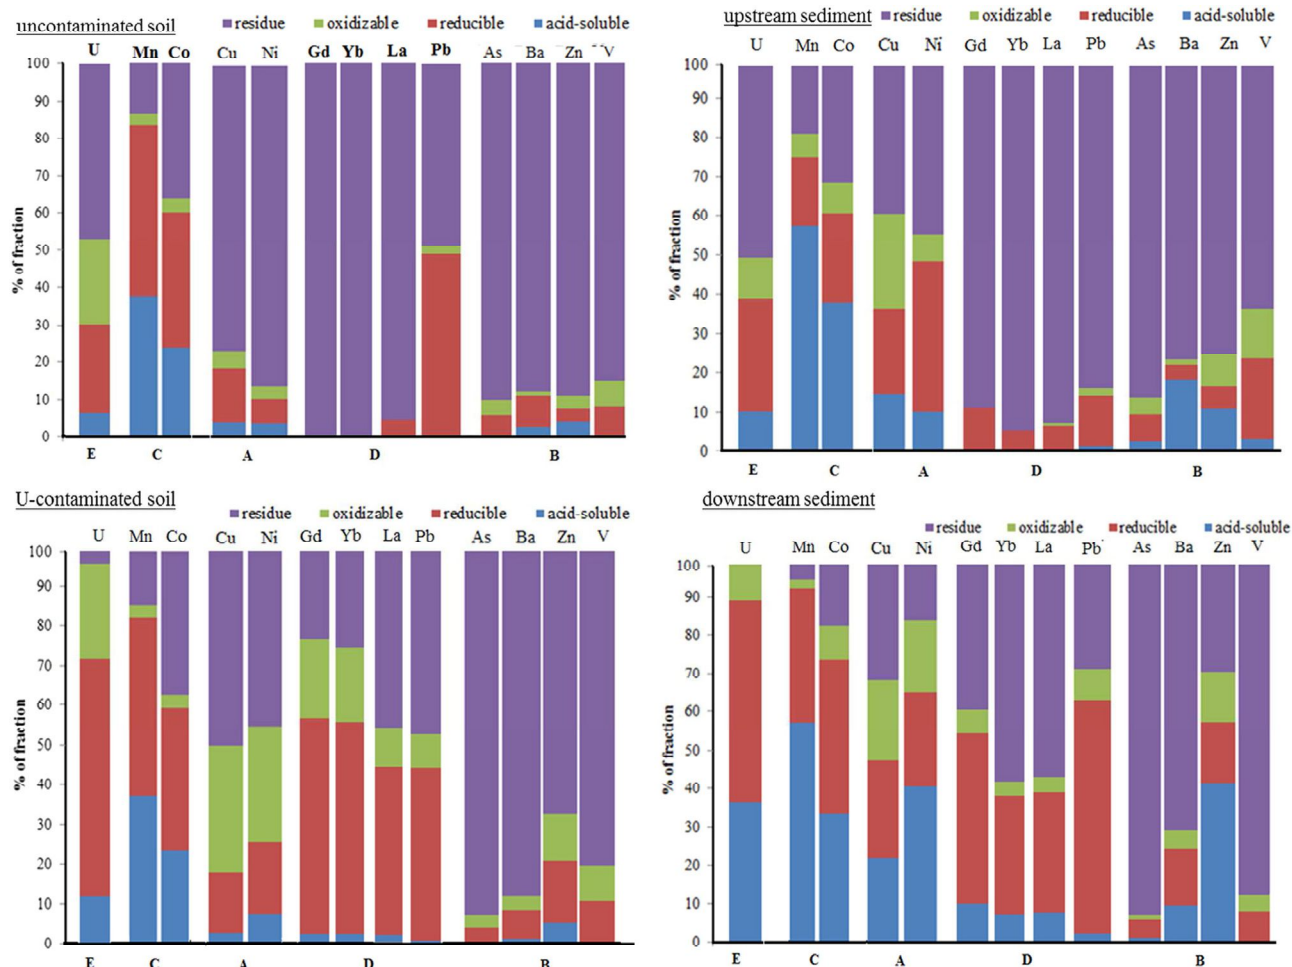 uncontaminated soil
residue oxidizable reducible acid-soluble
U Mn Co Cu Ni Gd Yb La Pb As Ba Zn V
% of fraction
100
90
80
70
60
50
40
30
20
10
0
E C A D B
upstream sediment
residue oxidizable reducible acid-soluble
U Mn Co Cu Ni Gd Yb La Pb As Ba Zn V
% of fraction
100
90
80
70
60
50
40
30
20
10
0
E C A D B
U-contaminated soil
residue oxidizable reducible acid-soluble
U Mn Co Cu Ni Gd Yb La Pb As Ba Zn V
% of fraction
100
90
80
70
60
50
40
30
20
10
0
E C A D B
downstream sediment
residue oxidizable reducible acid-soluble
U Mn Co Cu Ni Gd Yb La Pb As Ba Zn V
% of fraction
100
90
80
70
60
50
40
30
20
10
0
E C A D B